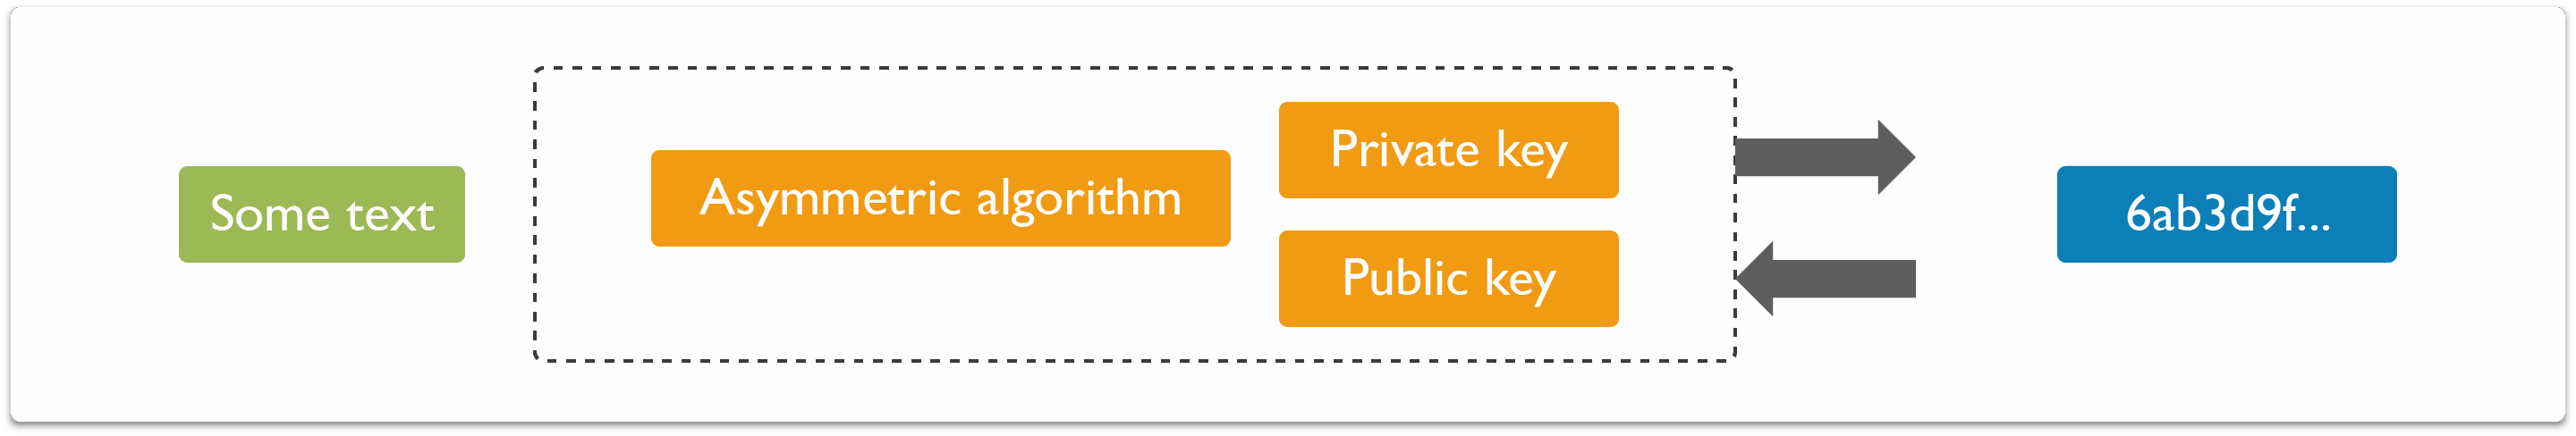 Some text
Asymmetric algorithm
Private key
Public key
6ab3d9f...